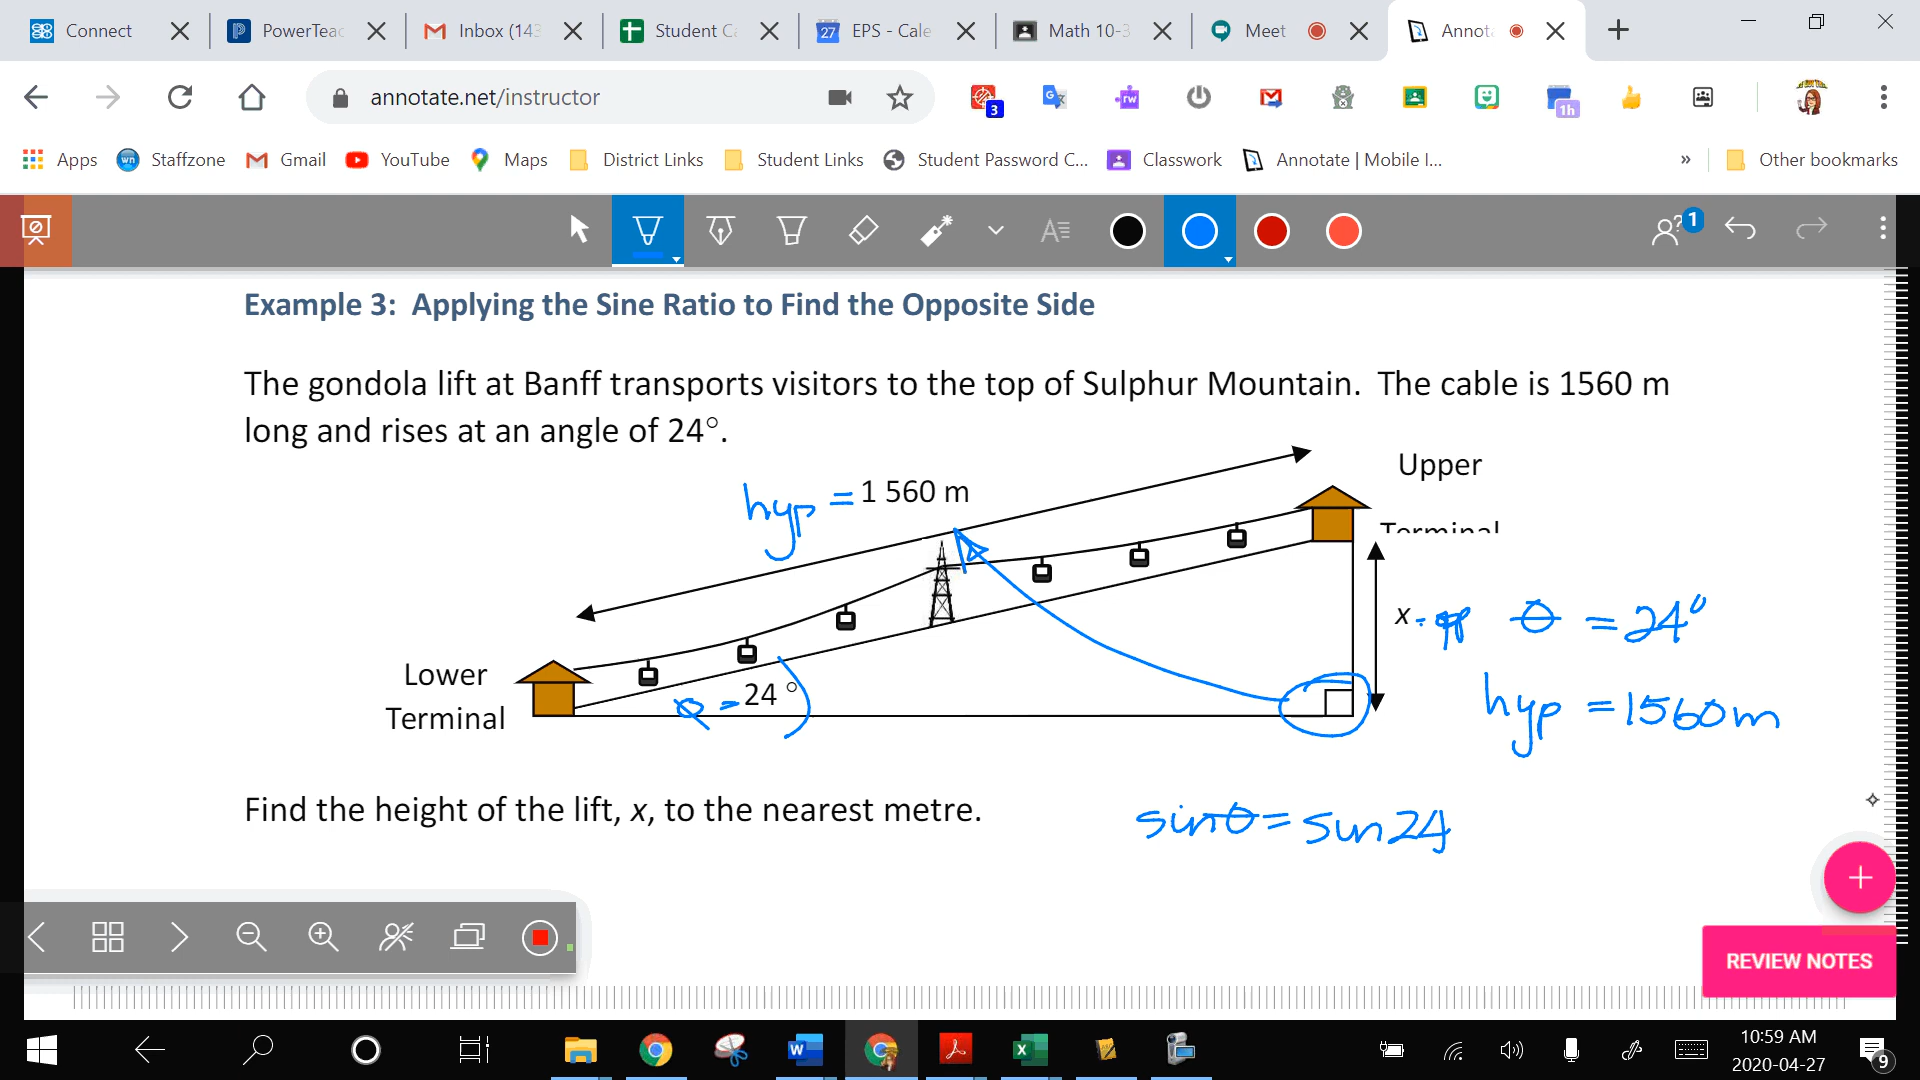 Connect PowerTeac Inbox (143 Student Ca EPS - Cale Math 10-3 Meet Annot
annotate.net/instructor
3 1h
Apps Staffzone Gmail YouTube Maps District Links Student Links Student Password C... Classwork Annotate | Mobile I... » Other bookmarks
1
Example 3: Applying the Sine Ratio to Find the Opposite Side
The gondola lift at Banff transports visitors to the top of Sulphur Mountain. The cable is 1560 m
long and rises at an angle of 24°.
Upper
Terminal
hyp = 1 560 m
x
θ = 24°
Lower
Terminal
θ = 24 °
hyp = 1560m
Find the height of the lift, x, to the nearest metre.
sinθ = sin24
REVIEW NOTES
10:59 AM
2020-04-27
9